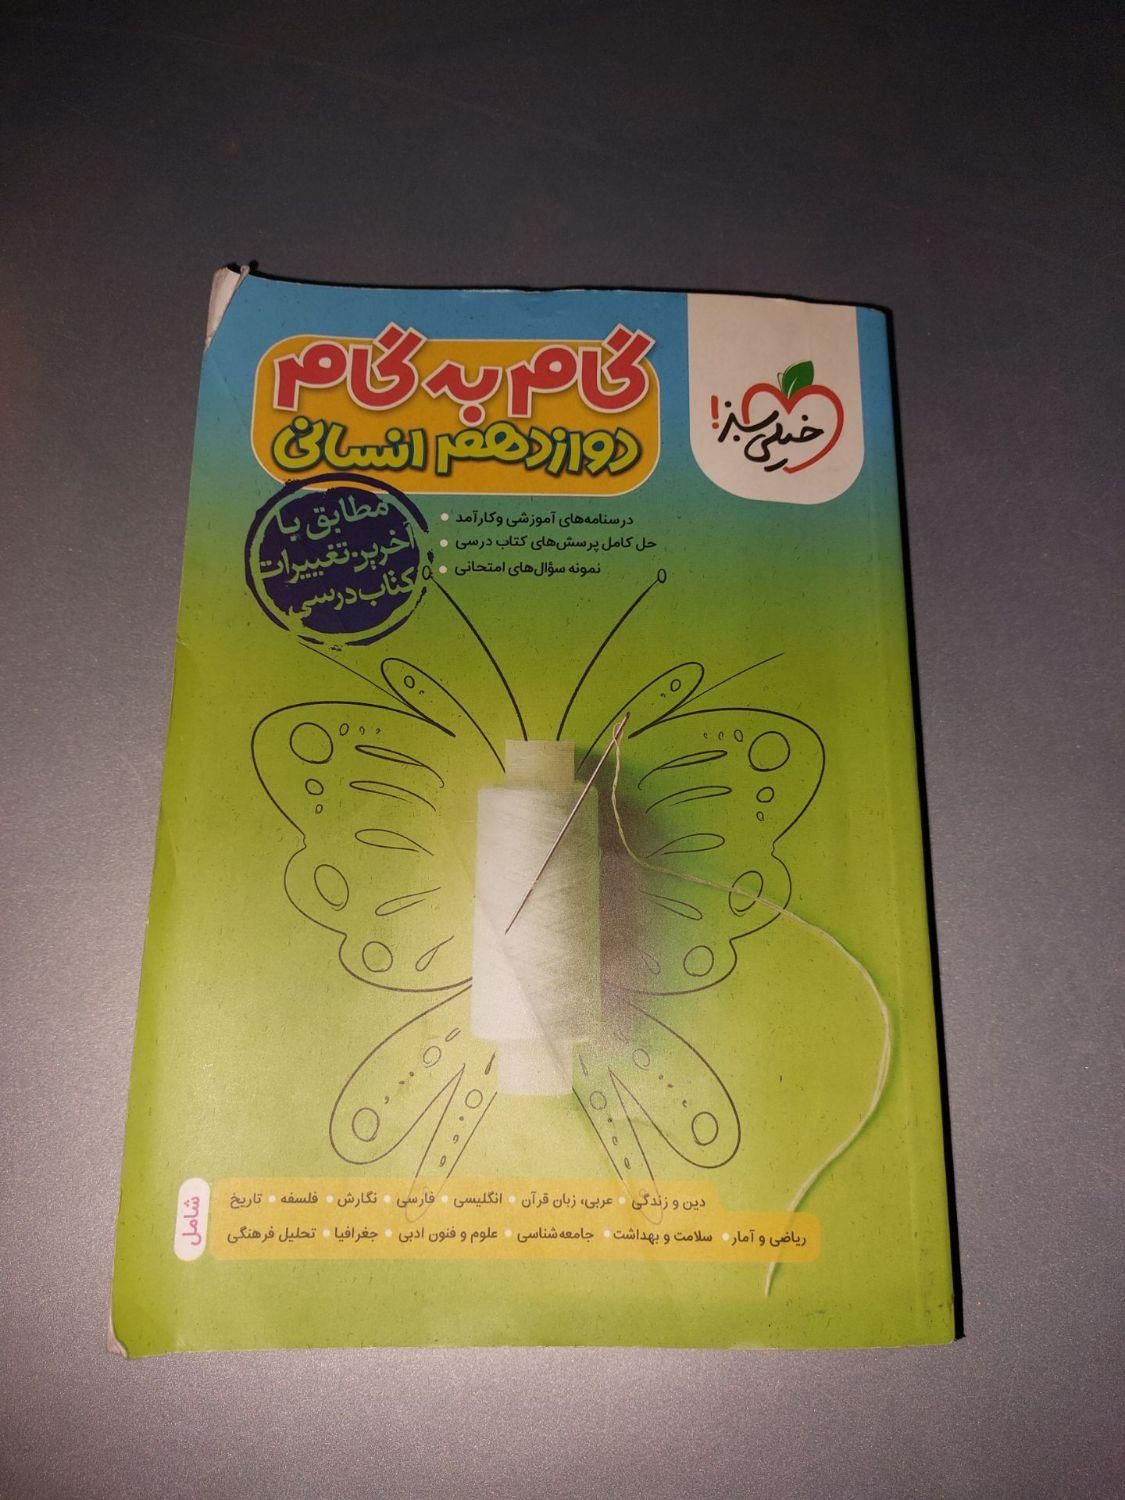 خیلی سبز!
گام به گام
دوازدهم انسانی
مطابق با
آخرین تغییرات
کتاب درسی
• درسنامه‌های آموزشی و کارآمد
• حل کامل پرسش‌های کتاب درسی
• نمونه سؤال‌های امتحانی
شامل
دین و زندگی • عربی، زبان قرآن • انگلیسی • فارسی • نگارش • فلسفه • تاریخ
ریاضی و آمار • سلامت و بهداشت • جامعه‌شناسی • علوم و فنون ادبی • جغرافیا • تحلیل فرهنگی